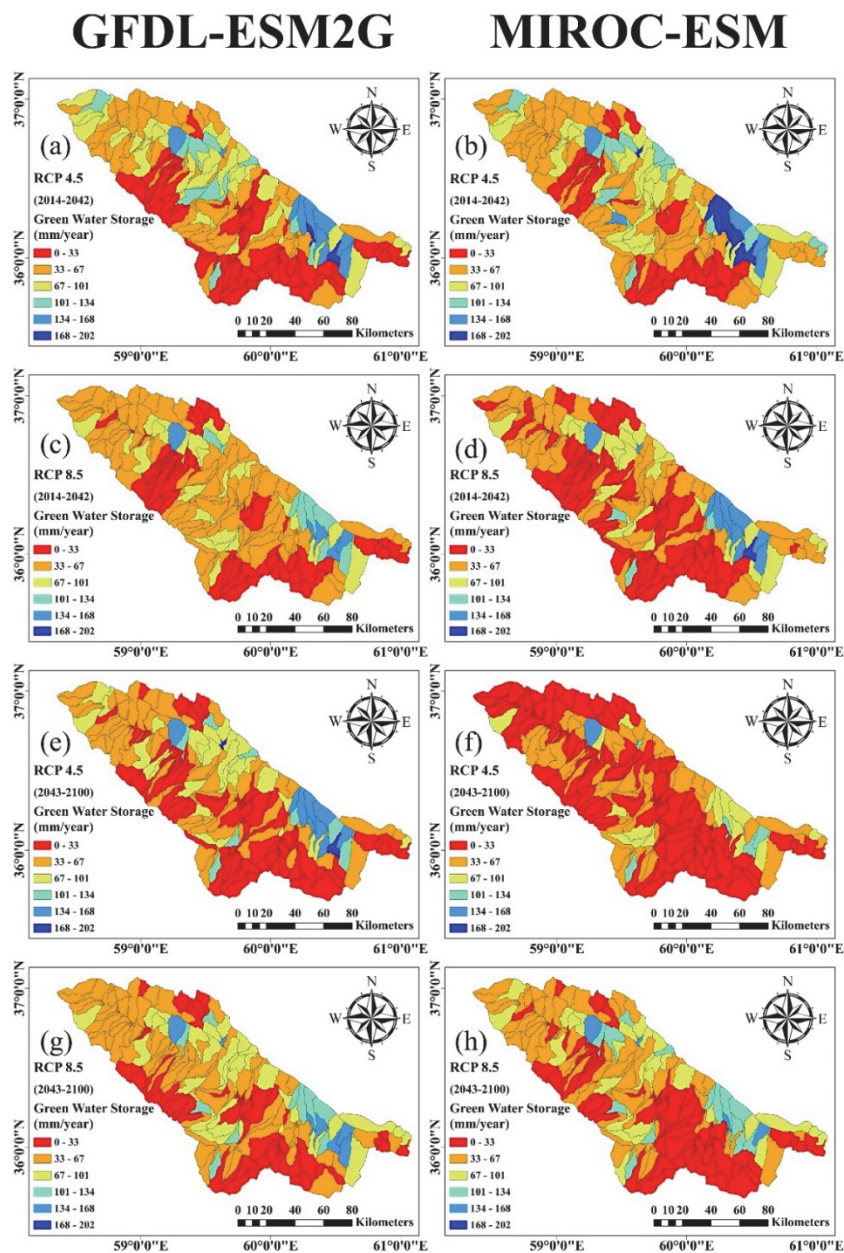 GFDL-ESM2G MIROC-ESM
37°0'0"N
36°0'0"N
(a)
RCP 4.5
(2014-2042)
Green Water Storage
(mm/year)
0 - 33
33 - 67
67 - 101
101 - 134
134 - 168
168 - 202
N
W E
S
0 10 20 40 60 80
Kilometers
59°0'0"E 60°0'0"E 61°0'0"E
37°0'0"N
36°0'0"N
(b)
RCP 4.5
(2014-2042)
Green Water Storage
(mm/year)
0 - 33
33 - 67
67 - 101
101 - 134
134 - 168
168 - 202
N
W E
S
0 10 20 40 60 80
Kilometers
59°0'0"E 60°0'0"E 61°0'0"E
37°0'0"N
36°0'0"N
(c)
RCP 8.5
(2014-2042)
Green Water Storage
(mm/year)
0 - 33
33 - 67
67 - 101
101 - 134
134 - 168
168 - 202
N
W E
S
0 10 20 40 60 80
Kilometers
59°0'0"E 60°0'0"E 61°0'0"E
37°0'0"N
36°0'0"N
(d)
RCP 8.5
(2014-2042)
Green Water Storage
(mm/year)
0 - 33
33 - 67
67 - 101
101 - 134
134 - 168
168 - 202
N
W E
S
0 10 20 40 60 80
Kilometers
59°0'0"E 60°0'0"E 61°0'0"E
37°0'0"N
36°0'0"N
(e)
RCP 4.5
(2043-2100)
Green Water Storage
(mm/year)
0 - 33
33 - 67
67 - 101
101 - 134
134 - 168
168 - 202
N
W E
S
0 10 20 40 60 80
Kilometers
59°0'0"E 60°0'0"E 61°0'0"E
37°0'0"N
36°0'0"N
(f)
RCP 4.5
(2043-2100)
Green Water Storage
(mm/year)
0 - 33
33 - 67
67 - 101
101 - 134
134 - 168
168 - 202
N
W E
S
0 10 20 40 60 80
Kilometers
59°0'0"E 60°0'0"E 61°0'0"E
37°0'0"N
36°0'0"N
(g)
RCP 8.5
(2043-2100)
Green Water Storage
(mm/year)
0 - 33
33 - 67
67 - 101
101 - 134
134 - 168
168 - 202
N
W E
S
0 10 20 40 60 80
Kilometers
59°0'0"E 60°0'0"E 61°0'0"E
37°0'0"N
36°0'0"N
(h)
RCP 8.5
(2043-2100)
Green Water Storage
(mm/year)
0 - 33
33 - 67
67 - 101
101 - 134
134 - 168
168 - 202
N
W E
S
0 10 20 40 60 80
Kilometers
59°0'0"E 60°0'0"E 61°0'0"E